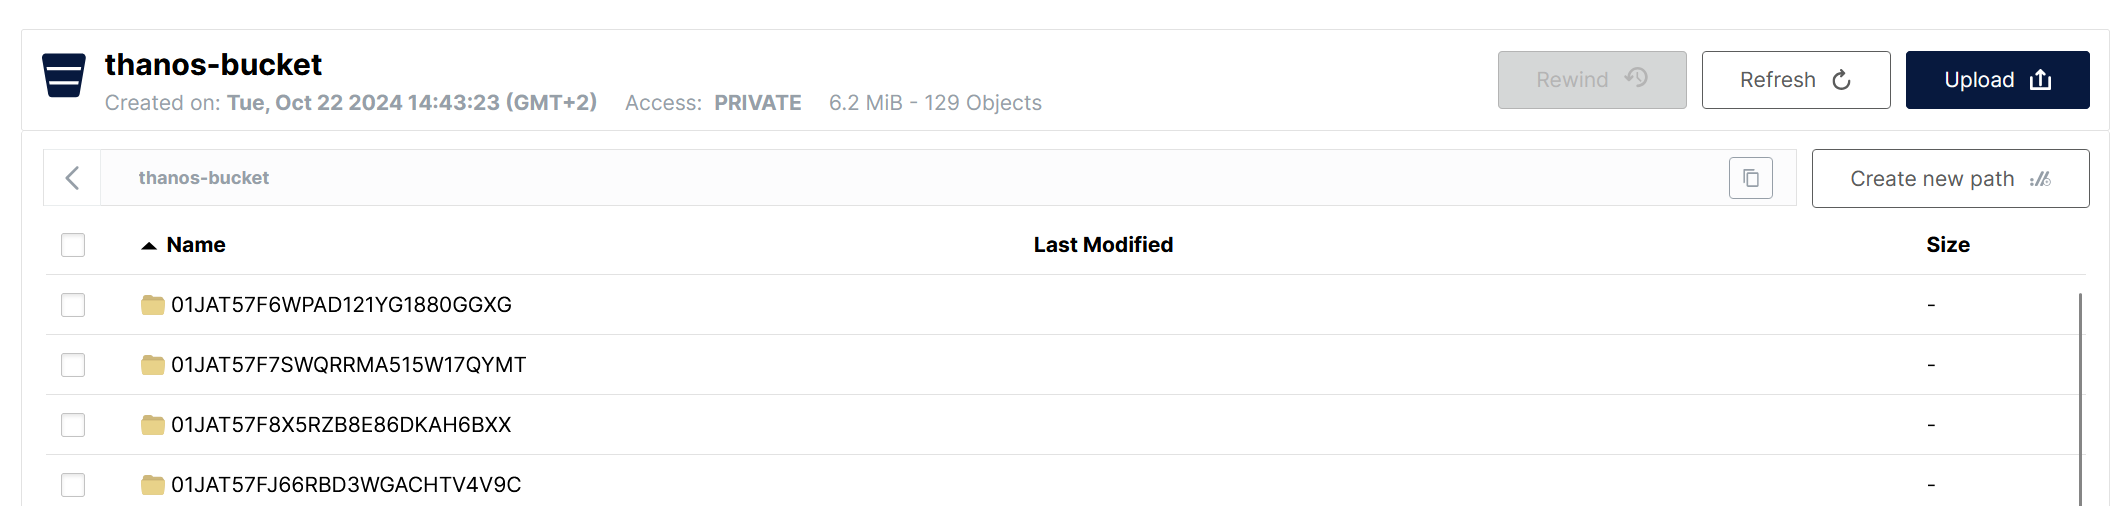 thanos-bucket
Created on: Tue, Oct 22 2024 14:43:23 (GMT+2) Access: PRIVATE 6.2 MiB - 129 Objects
Rewind Refresh Upload
thanos-bucket
Create new path
Name Last Modified Size
01JAT57F6WPAD121YG1880GGXG -
01JAT57F7SWQRRMA515W17QYMT -
01JAT57F8X5RZB8E86DKAH6BXX -
01JAT57FJ66RBD3WGACHTV4V9C -